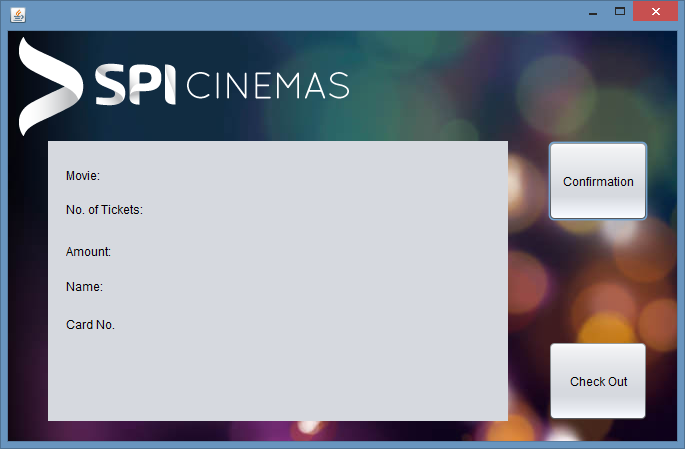 SPI CINEMAS
Movie:
No. of Tickets:
Amount:
Name:
Card No.
Confirmation
Check Out